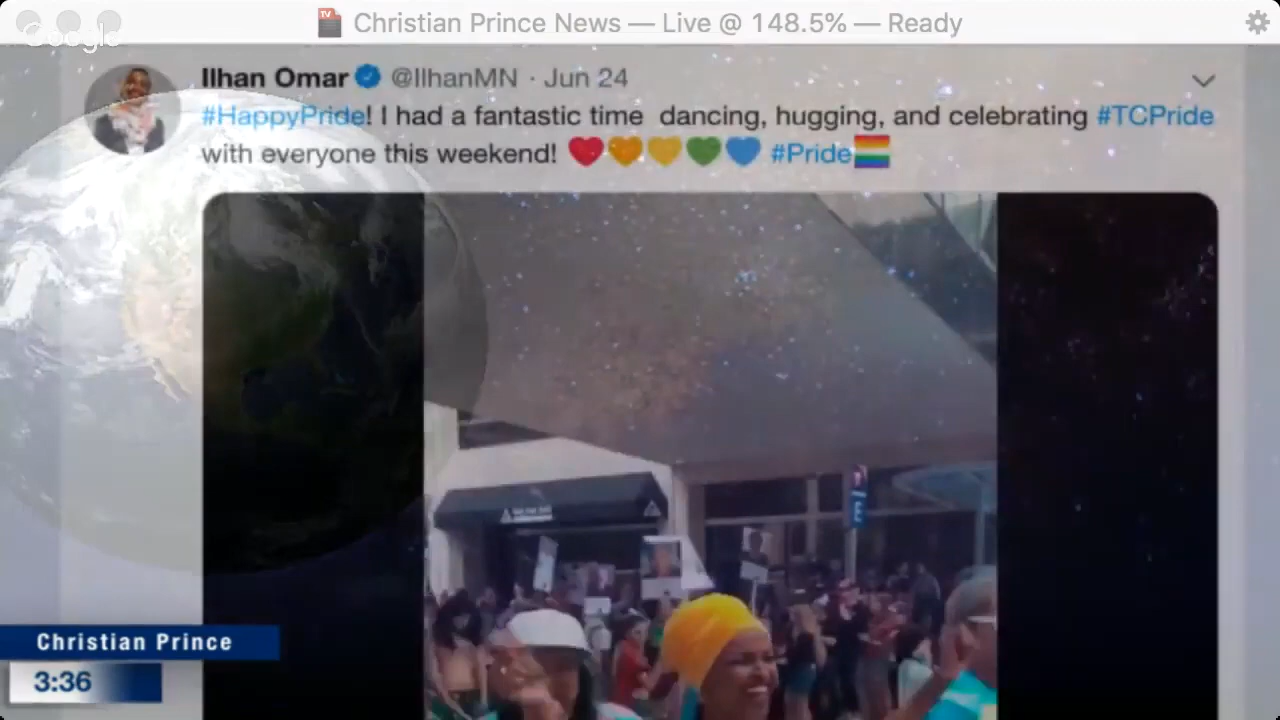 Christian Prince News — Live @ 148.5% — Ready
Google
Ilhan Omar @IlhanMN · Jun 24
#HappyPride! I had a fantastic time dancing, hugging, and celebrating #TCPride
with everyone this weekend! ❤️🧡💛💚💙 #Pride🏳️‍🌈
Christian Prince
3:36